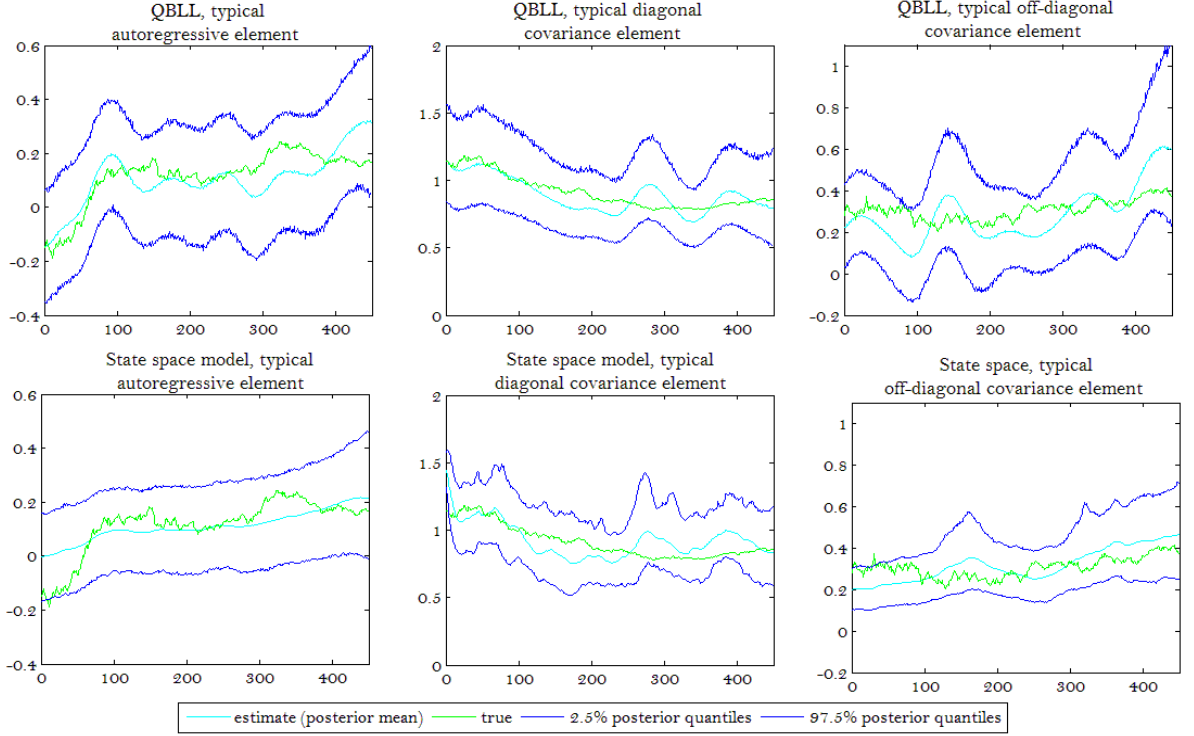 QBLL, typical
autoregressive element
0.6
0.4
0.2
0
-0.2
-0.4
0 100 200 300 400
QBLL, typical diagonal
covariance element
2
1.5
1
0.5
0
0 100 200 300 400
QBLL, typical off-diagonal
covariance element
1
0.8
0.6
0.4
0.2
0
-0.2
0 100 200 300 400
State space model, typical
autoregressive element
0.6
0.4
0.2
0
-0.2
-0.4
0 100 200 300 400
State space model, typical
diagonal covariance element
2
1.5
1
0.5
0
0 100 200 300 400
State space, typical
off-diagonal covariance element
1
0.8
0.6
0.4
0.2
0
-0.2
0 100 200 300 400
estimate (posterior mean) true 2.5% posterior quantiles 97.5% posterior quantiles